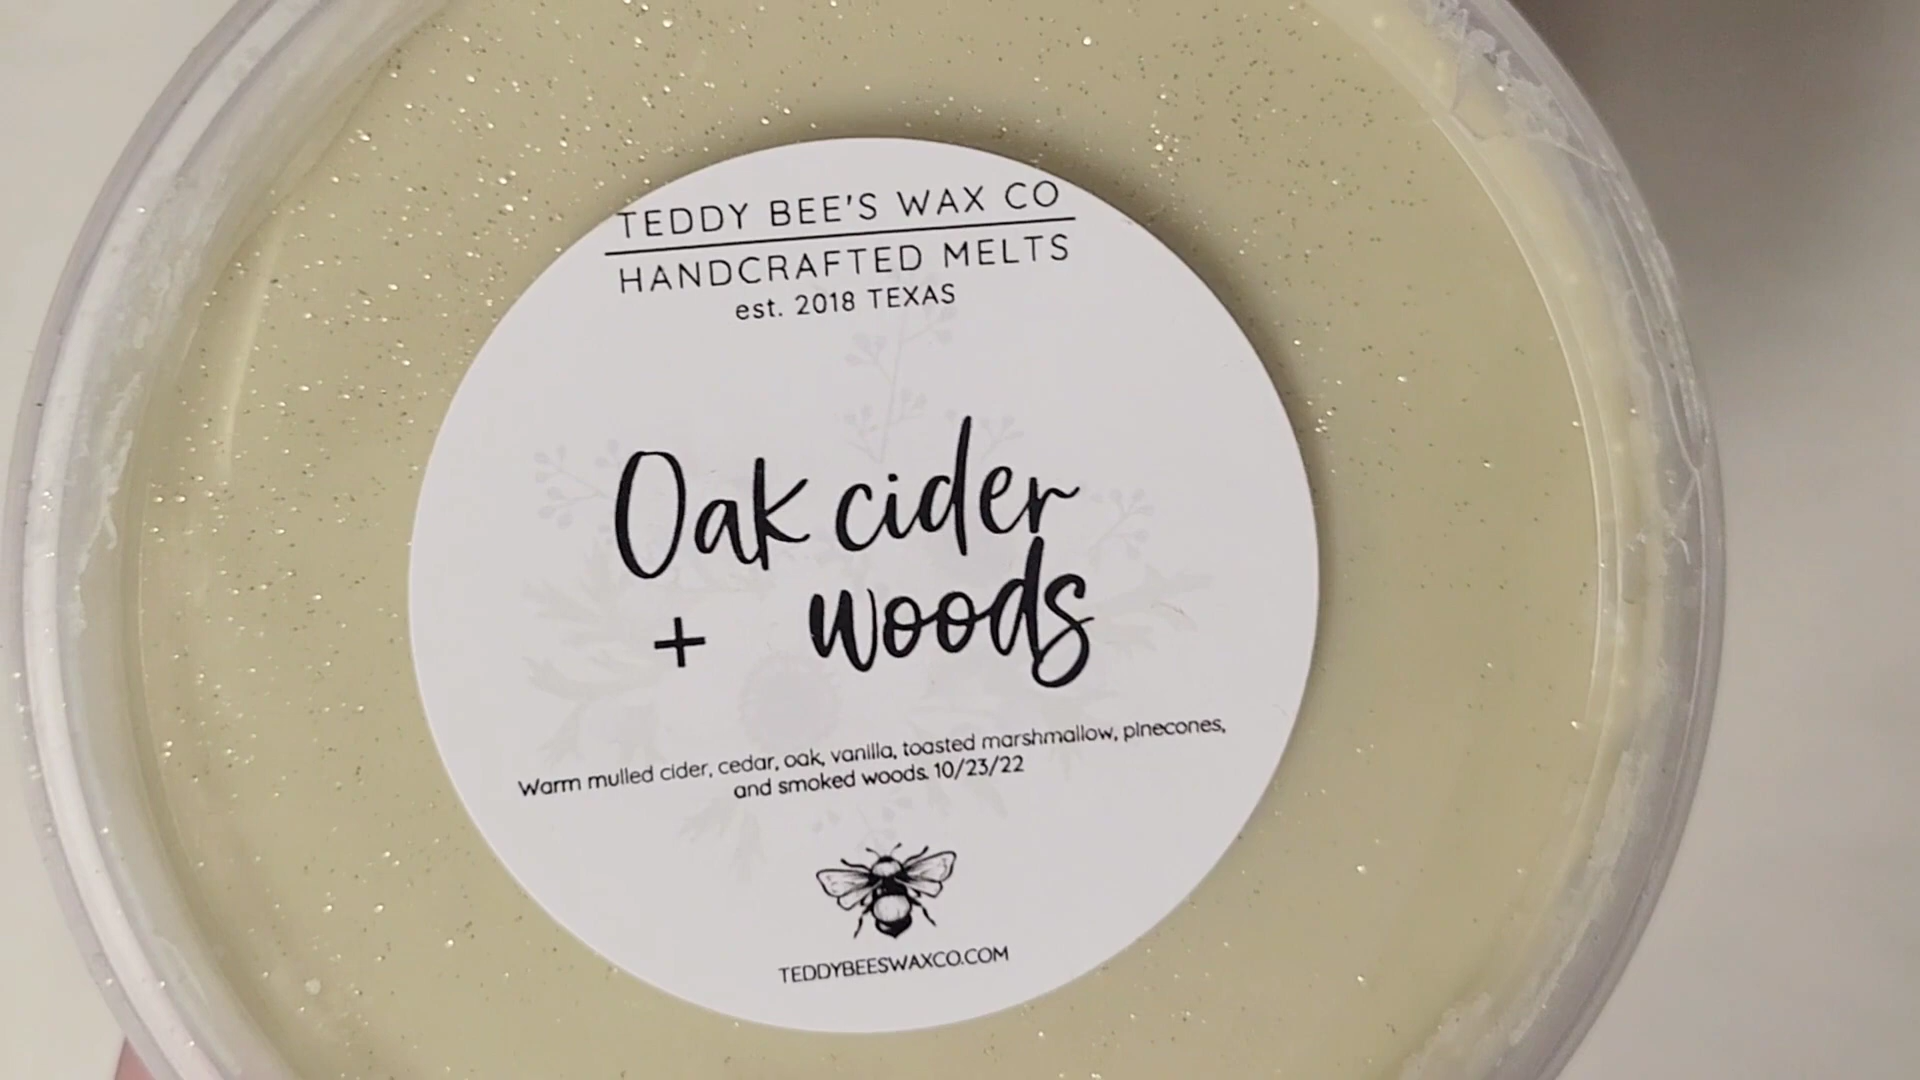 TEDDY BEE'S WAX CO
HANDCRAFTED MELTS
est. 2018 TEXAS
Oak cider
+ woods
Warm mulled cider, cedar, oak, vanilla, toasted marshmallow, pinecones,
and smoked woods. 10/23/22
TEDDYBEESWAXCO.COM